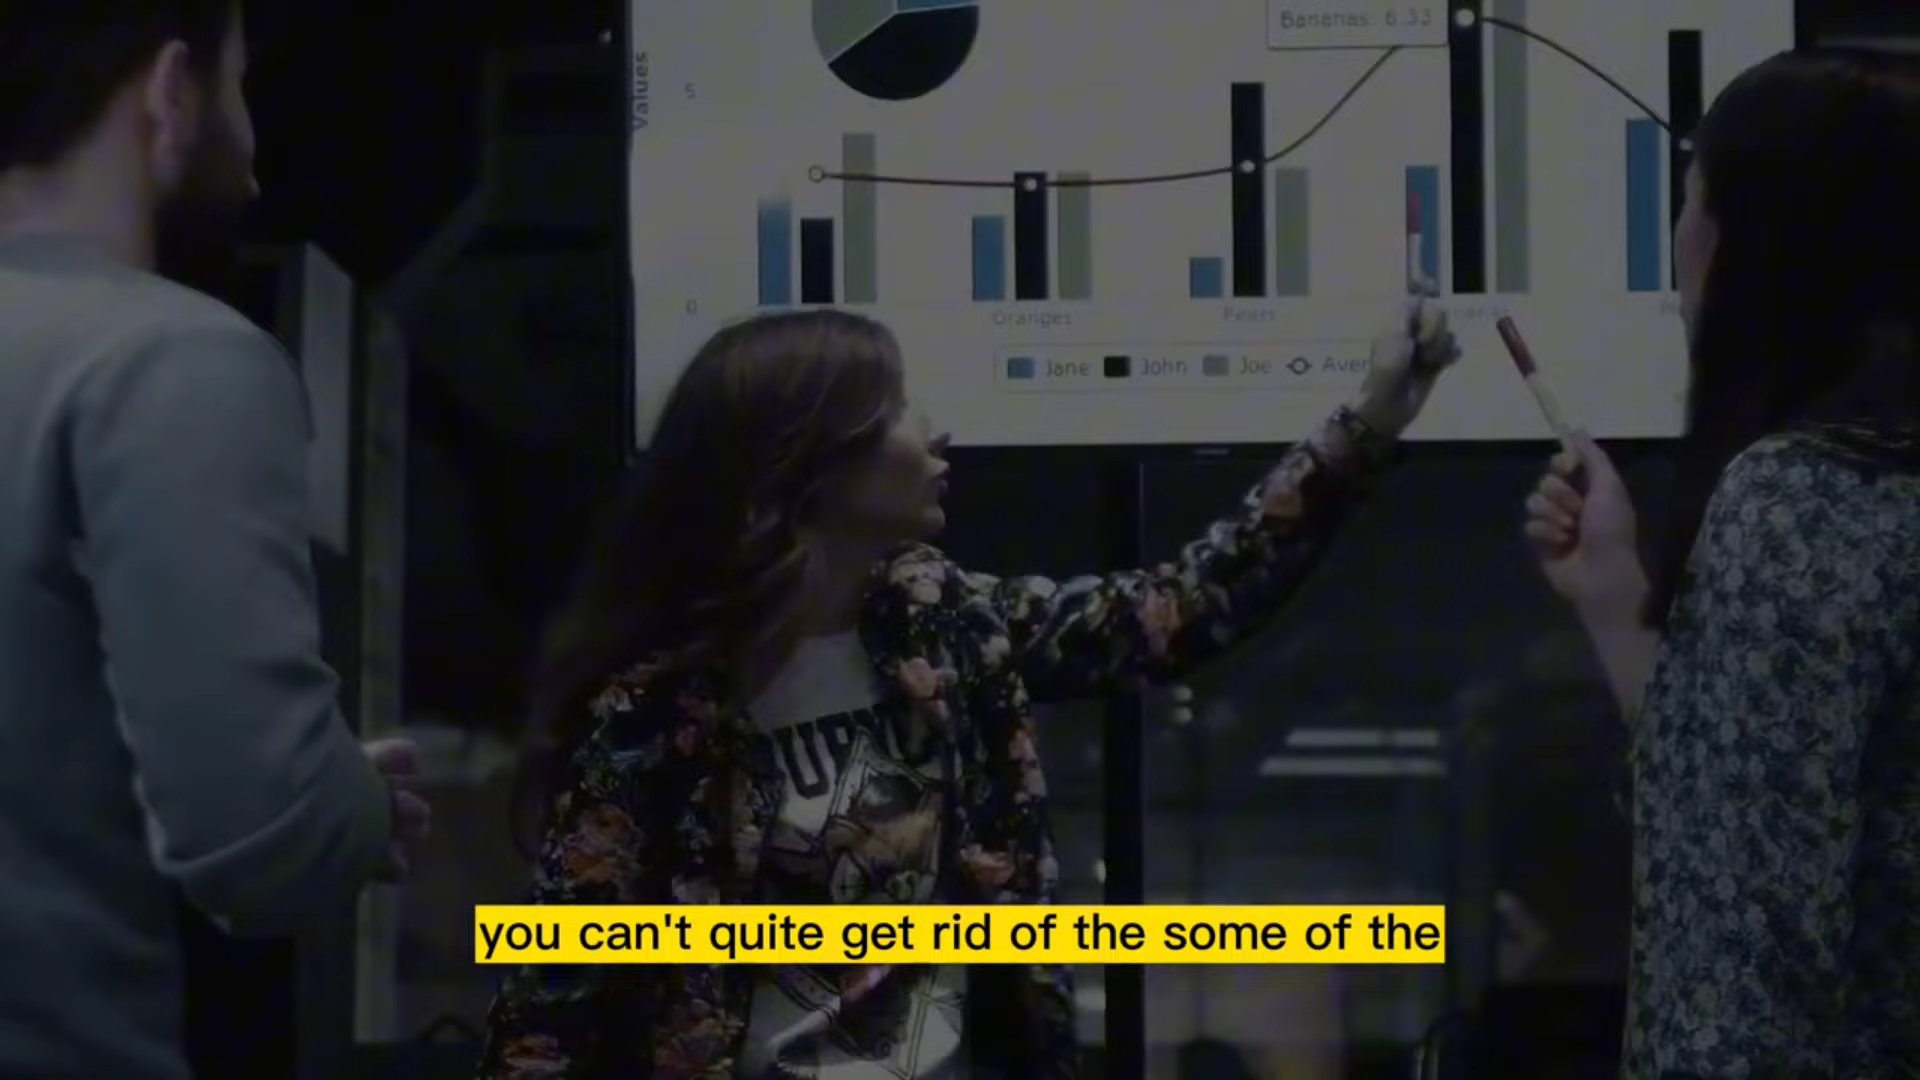 Bananas: 6.33
Values
5
0
Oranges
Pears
Jane John Joe
you can't quite get rid of the some of the